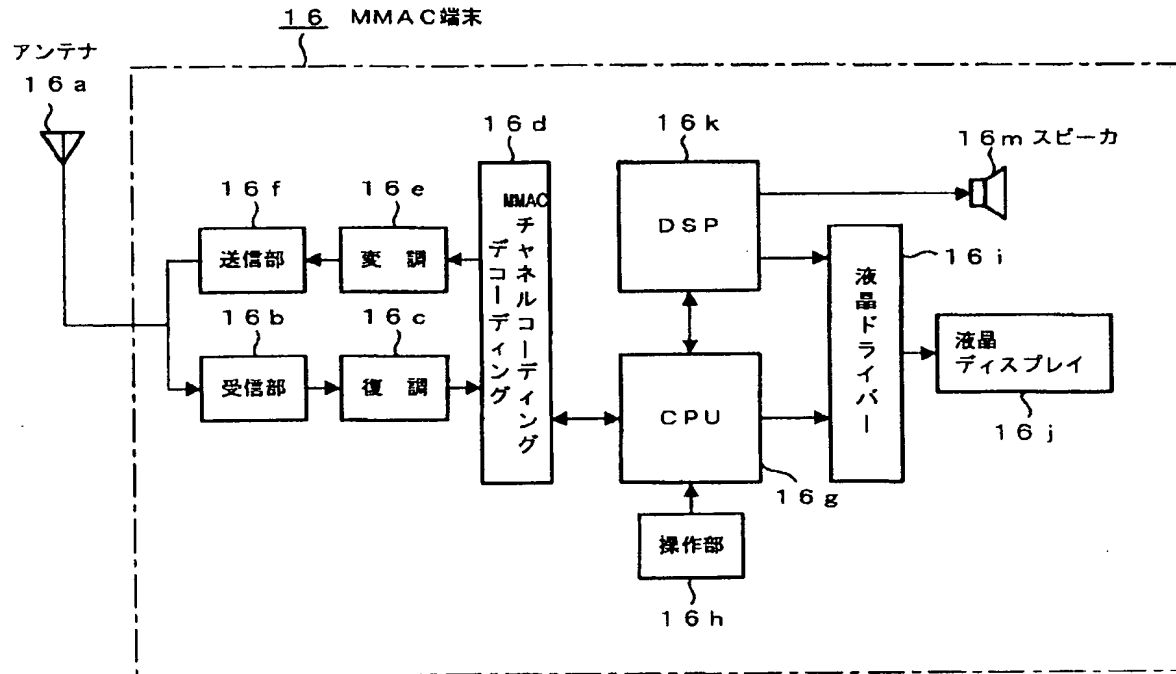 16 MMAC端末
アンテナ
16a
16d
16k
16m スピーカ
16f
16e
MMAC
チャネルコーディング
デコーディング
DSP
送信部
変 調
16i
液晶ドライバー
16b
16c
液晶
ディスプレイ
受信部
復 調
CPU
16j
16g
操作部
16h